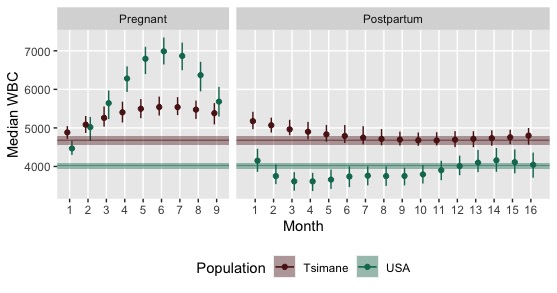 Pregnant
Postpartum
Median WBC
7000
6000
5000
4000
1 2 3 4 5 6 7 8 9
1 2 3 4 5 6 7 8 9 10 11 12 13 14 15 16
Month
Population Tsimane USA